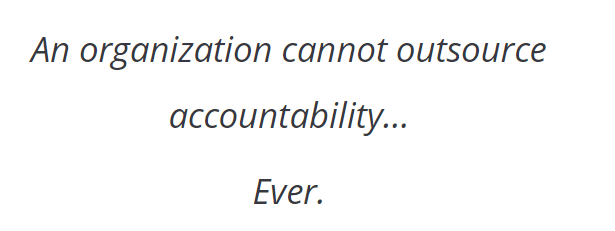 An organization cannot outsource
accountability...
Ever.